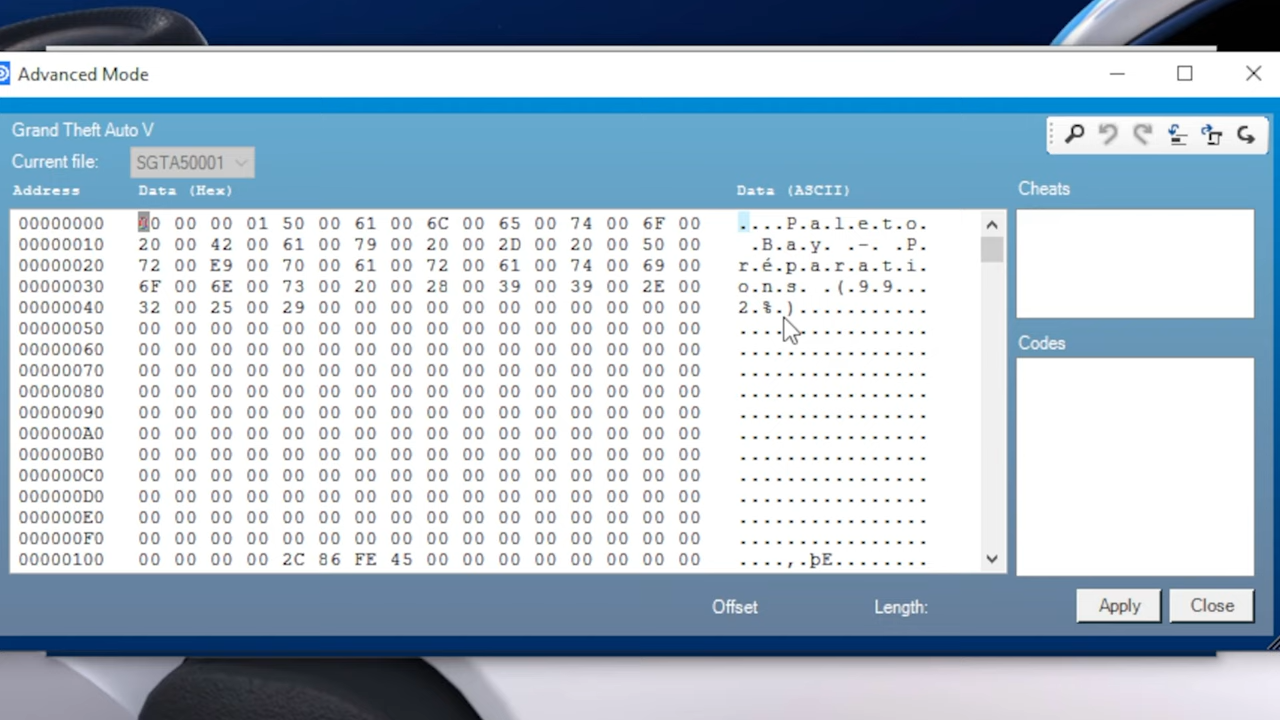 Advanced Mode
Grand Theft Auto V
Current file: SGTA50001
Address Data (Hex) Data (ASCII) Cheats
00000000 00 00 00 01 50 00 61 00 6C 00 65 00 74 00 6F 00 ....P.a.l.e.t.o.
00000010 20 00 42 00 61 00 79 00 20 00 2D 00 20 00 50 00 .B.a.y. .-. .P.
00000020 72 00 E9 00 70 00 61 00 72 00 61 00 74 00 69 00 r.é.p.a.r.a.t.i.
00000030 6F 00 6E 00 73 00 20 00 28 00 39 00 39 00 2E 00 o.n.s. .(.9.9...
00000040 32 00 25 00 29 00 00 00 00 00 00 00 00 00 00 00 2.%.)...........
00000050 00 00 00 00 00 00 00 00 00 00 00 00 00 00 00 00 ................
Codes
00000060 00 00 00 00 00 00 00 00 00 00 00 00 00 00 00 00 ................
00000070 00 00 00 00 00 00 00 00 00 00 00 00 00 00 00 00 ................
00000080 00 00 00 00 00 00 00 00 00 00 00 00 00 00 00 00 ................
00000090 00 00 00 00 00 00 00 00 00 00 00 00 00 00 00 00 ................
000000A0 00 00 00 00 00 00 00 00 00 00 00 00 00 00 00 00 ................
000000B0 00 00 00 00 00 00 00 00 00 00 00 00 00 00 00 00 ................
000000C0 00 00 00 00 00 00 00 00 00 00 00 00 00 00 00 00 ................
000000D0 00 00 00 00 00 00 00 00 00 00 00 00 00 00 00 00 ................
000000E0 00 00 00 00 00 00 00 00 00 00 00 00 00 00 00 00 ................
000000F0 00 00 00 00 00 00 00 00 00 00 00 00 00 00 00 00 ................
00000100 00 00 00 00 2C 86 FE 45 00 00 00 00 00 00 00 00 ....,.þE........
Offset Length: Apply Close